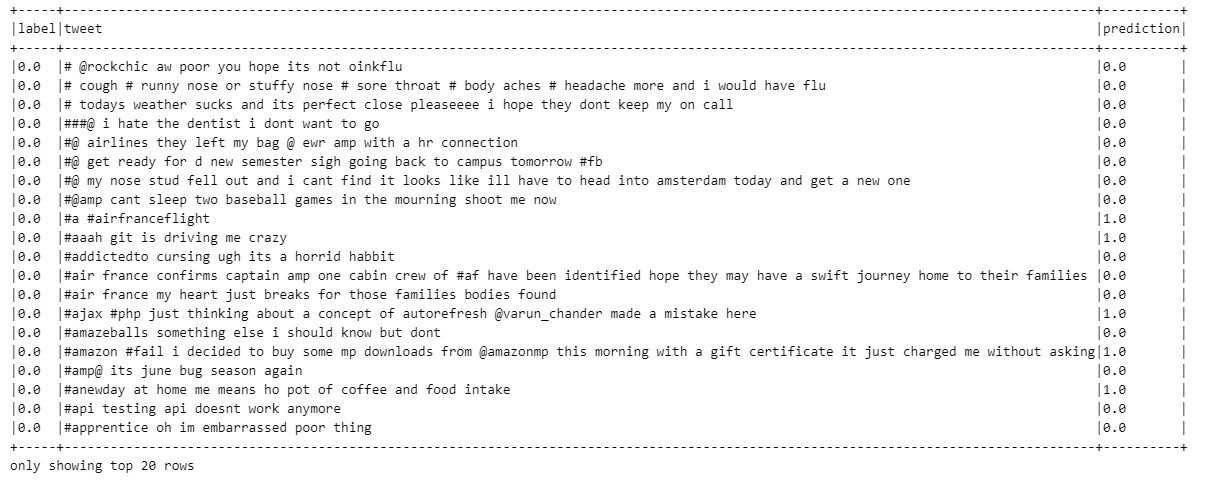 +-----+---------------------------------------------------------------------------------------------------------------------------------------+----------+
|label|tweet                                                                                                                                  |prediction|
+-----+---------------------------------------------------------------------------------------------------------------------------------------+----------+
|0.0  |# @rockchic aw poor you hope its not oinkflu                                                                                           |0.0       |
|0.0  |# cough # runny nose or stuffy nose # sore throat # body aches # headache more and i would have flu                                    |0.0       |
|0.0  |# todays weather sucks and its perfect close pleaseeee i hope they dont keep my on call                                                |0.0       |
|0.0  |###@ i hate the dentist i dont want to go                                                                                              |0.0       |
|0.0  |#@ airlines they left my bag @ ewr amp with a hr connection                                                                            |0.0       |
|0.0  |#@ get ready for d new semester sigh going back to campus tomorrow #fb                                                                 |0.0       |
|0.0  |#@ my nose stud fell out and i cant find it looks like ill have to head into amsterdam today and get a new one                         |0.0       |
|0.0  |#@amp cant sleep two baseball games in the mourning shoot me now                                                                       |0.0       |
|0.0  |#a #airfranceflight                                                                                                                    |1.0       |
|0.0  |#aaah git is driving me crazy                                                                                                          |1.0       |
|0.0  |#addictedto cursing ugh its a horrid habbit                                                                                            |0.0       |
|0.0  |#air france confirms captain amp one cabin crew of #af have been identified hope they may have a swift journey home to their families  |0.0       |
|0.0  |#air france my heart just breaks for those families bodies found                                                                       |0.0       |
|0.0  |#ajax #php just thinking about a concept of autorefresh @varun_chander made a mistake here                                             |1.0       |
|0.0  |#amazeballs something else i should know but dont                                                                                      |0.0       |
|0.0  |#amazon #fail i decided to buy some mp downloads from @amazonmp this morning with a gift certificate it just charged me without asking|1.0       |
|0.0  |#amp@ its june bug season again                                                                                                        |0.0       |
|0.0  |#anewday at home me means ho pot of coffee and food intake                                                                             |1.0       |
|0.0  |#api testing api doesnt work anymore                                                                                                   |0.0       |
|0.0  |#apprentice oh im embarrassed poor thing                                                                                               |0.0       |
+-----+---------------------------------------------------------------------------------------------------------------------------------------+----------+
only showing top 20 rows